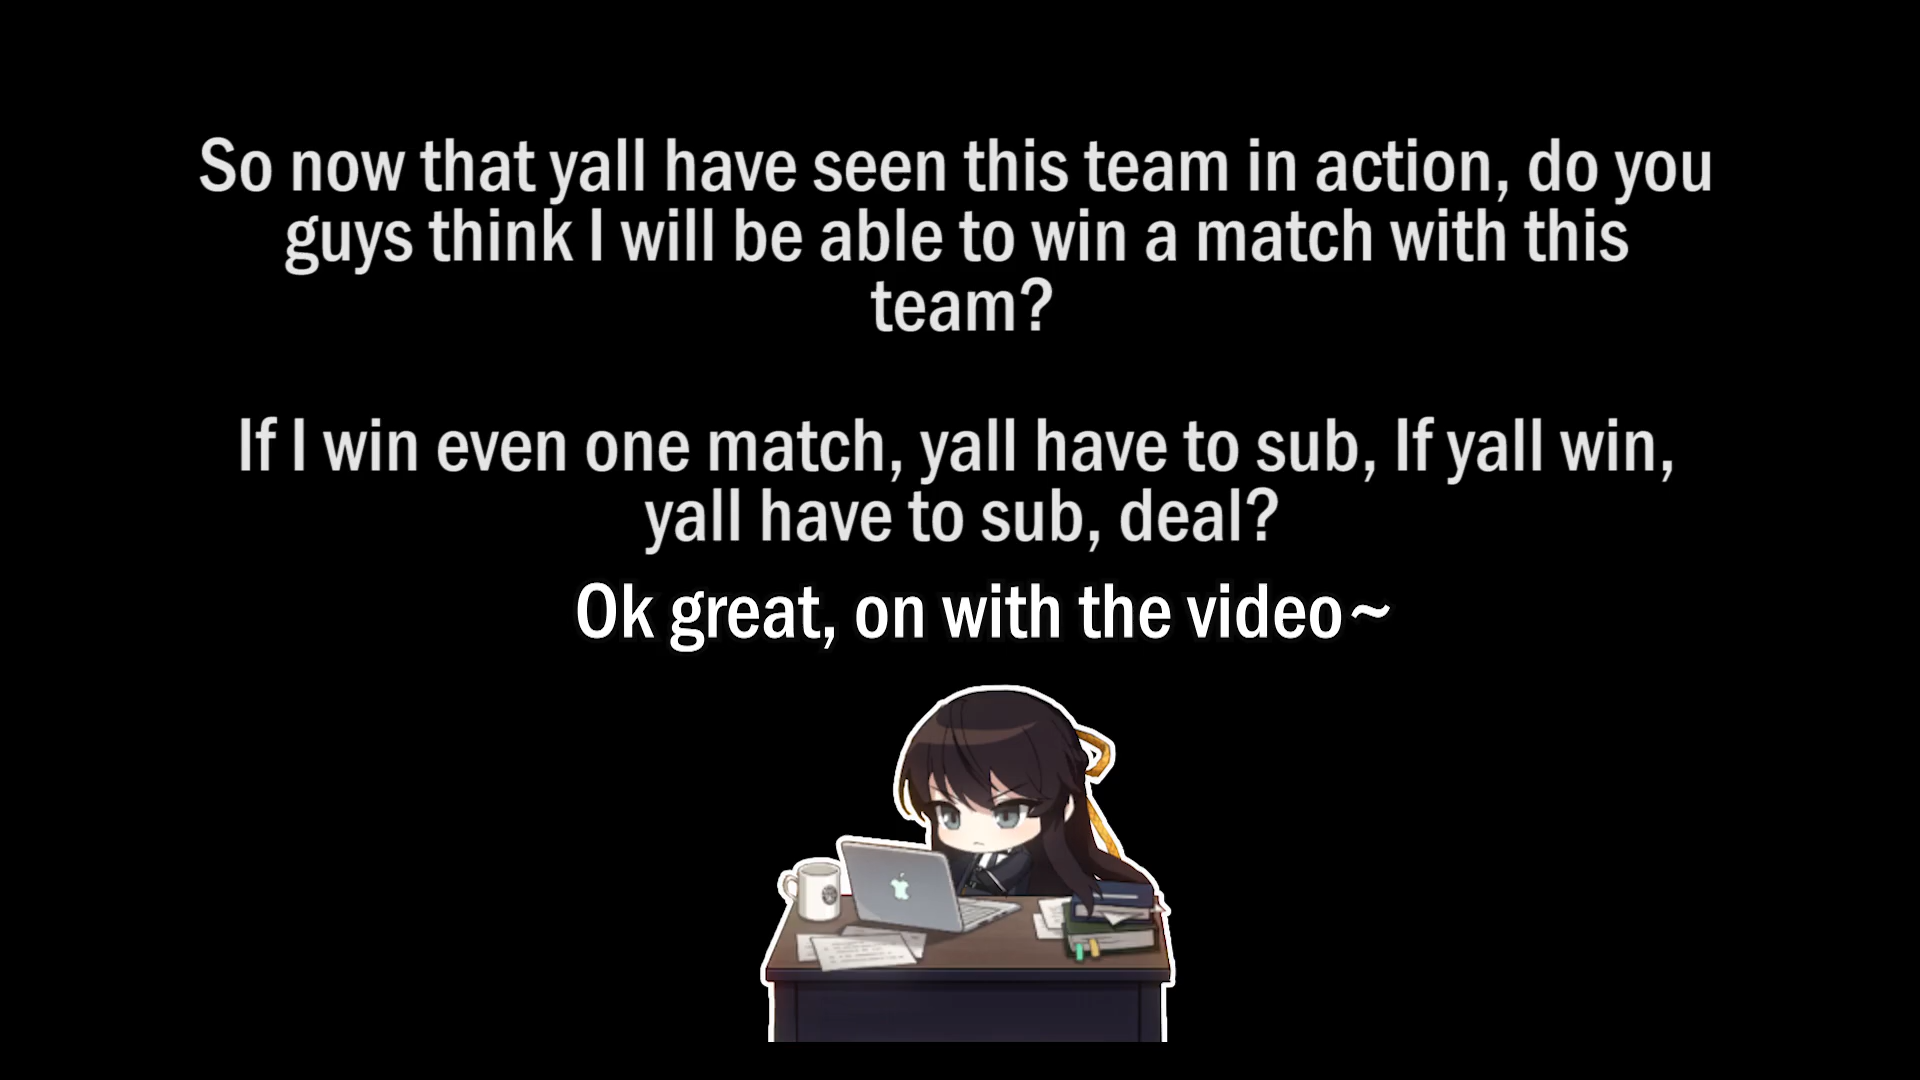 So now that yall have seen this team in action, do you
guys think I will be able to win a match with this
team?
If I win even one match, yall have to sub, If yall win,
yall have to sub, deal?
Ok great, on with the video~